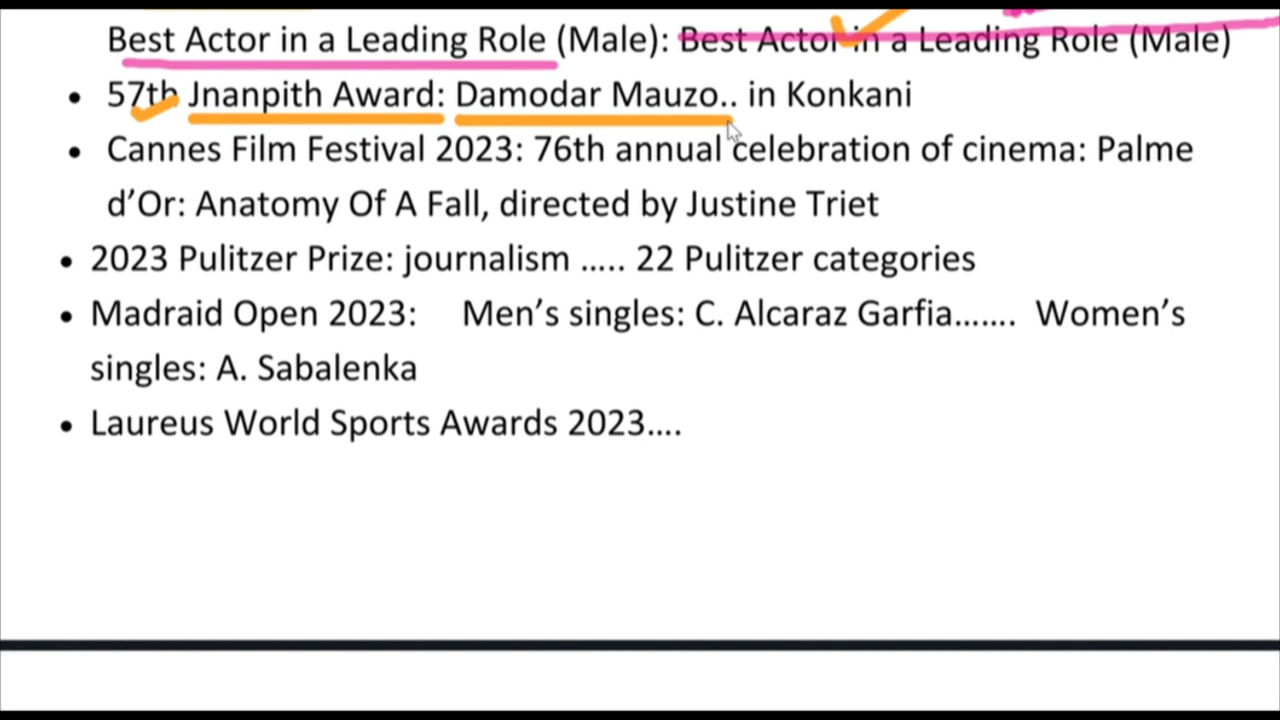 Best Actor in a Leading Role (Male): Best Actor in a Leading Role (Male)
• 57th Jnanpith Award: Damodar Mauzo.. in Konkani
• Cannes Film Festival 2023: 76th annual celebration of cinema: Palme
d’Or: Anatomy Of A Fall, directed by Justine Triet
• 2023 Pulitzer Prize: journalism ..... 22 Pulitzer categories
• Madraid Open 2023: Men’s singles: C. Alcaraz Garfia....... Women’s
singles: A. Sabalenka
• Laureus World Sports Awards 2023....